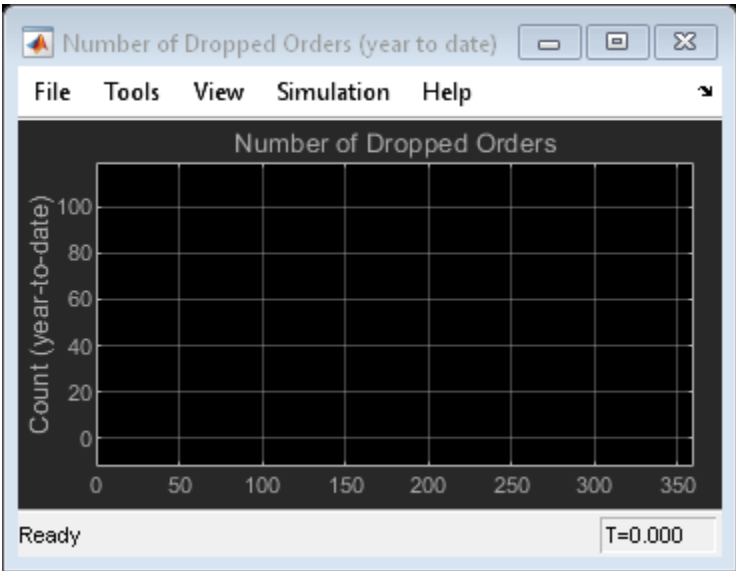 Number of Dropped Orders (year to date)
File Tools View Simulation Help
Number of Dropped Orders
Count (year-to-date)
100
80
60
40
20
0
0 50 100 150 200 250 300 350
Ready T=0.000